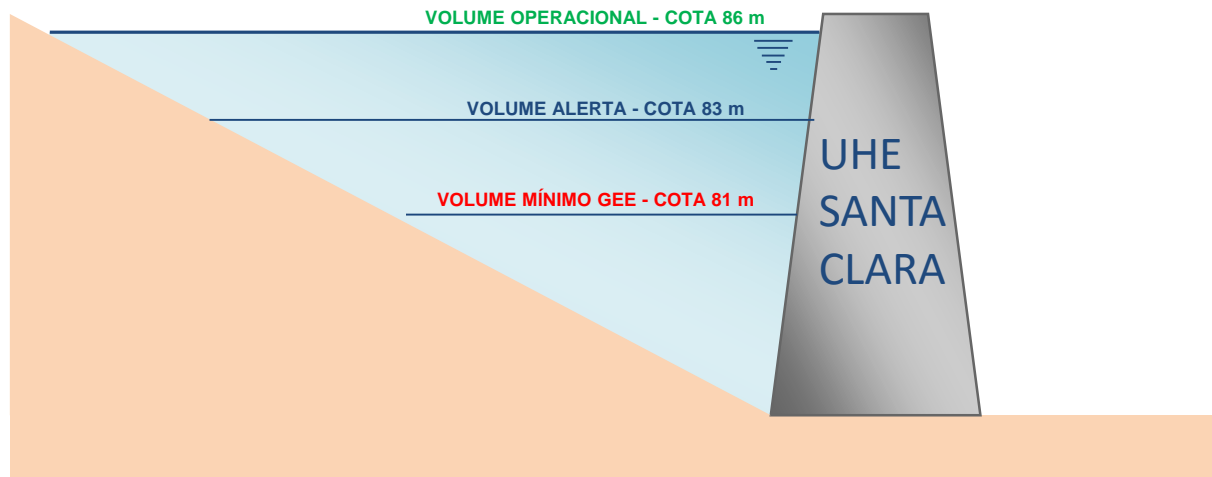 VOLUME OPERACIONAL - COTA 86 m
VOLUME ALERTA - COTA 83 m
VOLUME MÍNIMO GEE - COTA 81 m
UHE
SANTA
CLARA